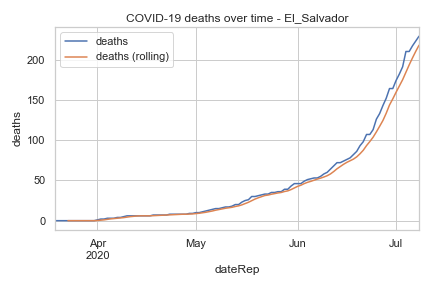 COVID-19 deaths over time - El_Salvador
deaths
deaths (rolling)
deaths
200
150
100
50
0
Apr
2020
May
Jun
Jul
dateRep